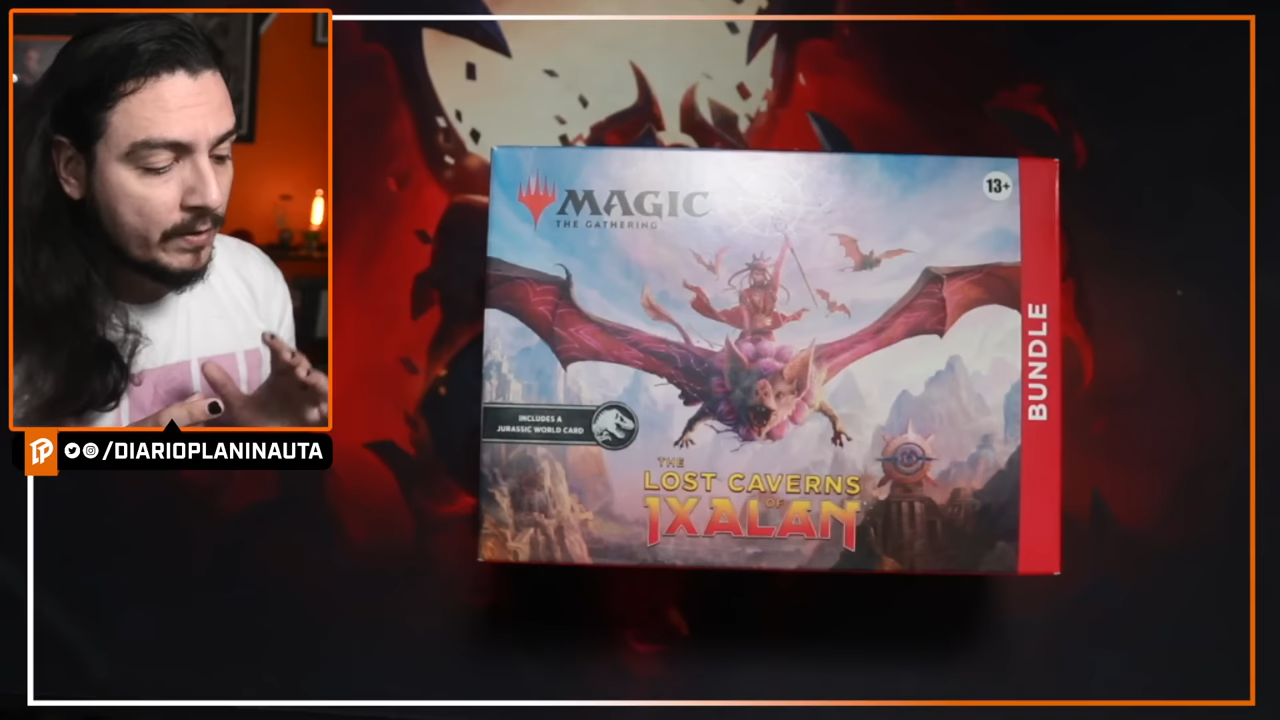 MAGIC
THE GATHERING
13+
BUNDLE
INCLUDES A
JURASSIC WORLD CARD
/DIARIOPLANINAUTA
THE
LOST CAVERNS
OF
IXALAN